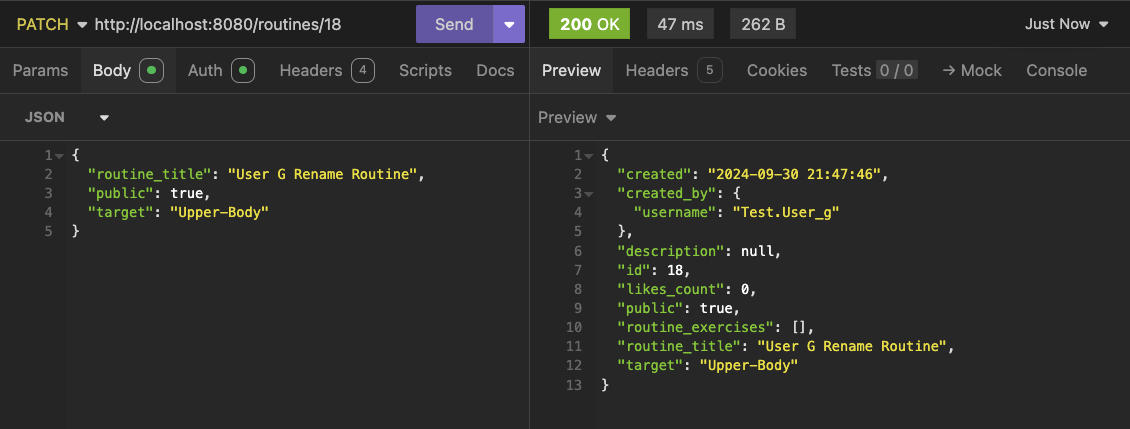 PATCH http://localhost:8080/routines/18 Send 200 OK 47 ms 262 B Just Now
Params Body Auth Headers 4 Scripts Docs Preview Headers 5 Cookies Tests 0 / 0 → Mock Console
JSON Preview
1 {
2 "routine_title": "User G Rename Routine",
3 "public": true,
4 "target": "Upper-Body"
5 }
1 {
2 "created": "2024-09-30 21:47:46",
3 "created_by": {
4 "username": "Test.User_g"
5 },
6 "description": null,
7 "id": 18,
8 "likes_count": 0,
9 "public": true,
10 "routine_exercises": [],
11 "routine_title": "User G Rename Routine",
12 "target": "Upper-Body"
13 }